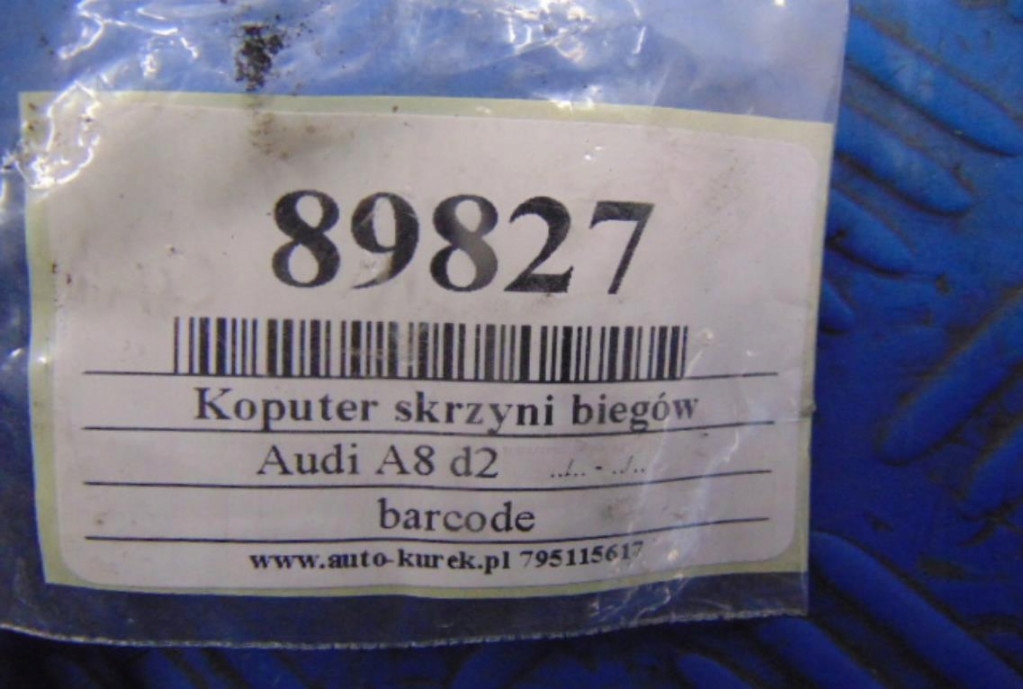 89827
Koputer skrzyni biegów
Audi A8 d2 ../.. - ../..
barcode
www.auto-kurek.pl 795115617